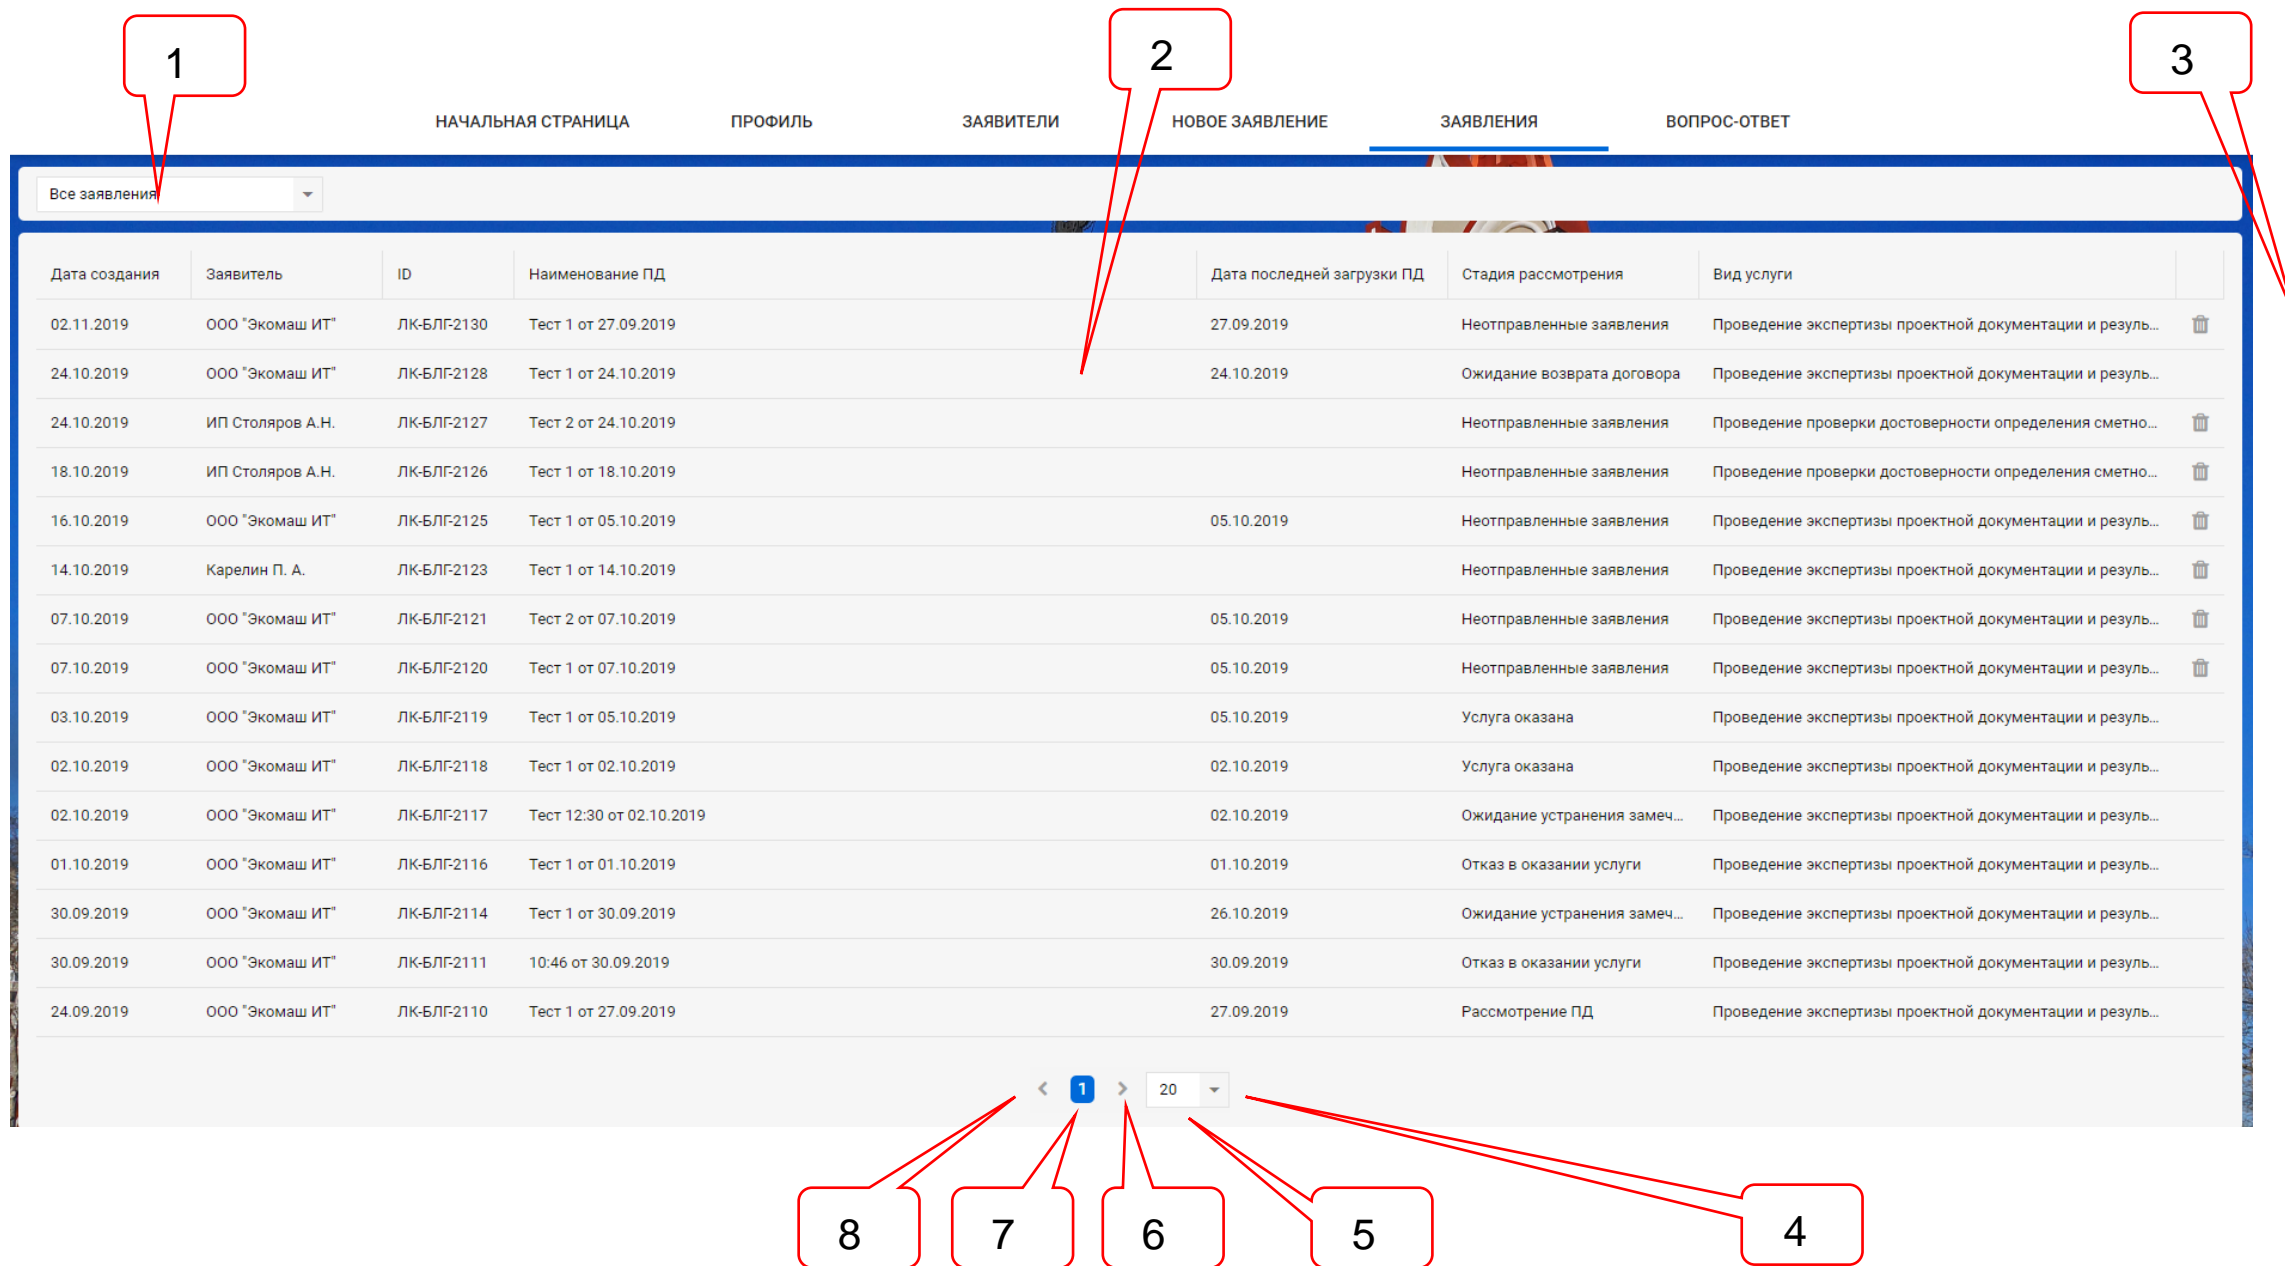 1 2 3
НАЧАЛЬНАЯ СТРАНИЦА ПРОФИЛЬ ЗАЯВИТЕЛИ НОВОЕ ЗАЯВЛЕНИЕ ЗАЯВЛЕНИЯ ВОПРОС-ОТВЕТ
Все заявления
Дата создания Заявитель ID Наименование ПД Дата последней загрузки ПД Стадия рассмотрения Вид услуги
02.11.2019 ООО "Экомаш ИТ" ЛК-БЛГ-2130 Тест 1 от 27.09.2019 27.09.2019 Неотправленные заявления Проведение экспертизы проектной документации и резуль...
24.10.2019 ООО "Экомаш ИТ" ЛК-БЛГ-2128 Тест 1 от 24.10.2019 24.10.2019 Ожидание возврата договора Проведение экспертизы проектной документации и резуль...
24.10.2019 ИП Столяров А.Н. ЛК-БЛГ-2127 Тест 2 от 24.10.2019 Неотправленные заявления Проведение проверки достоверности определения сметно...
18.10.2019 ИП Столяров А.Н. ЛК-БЛГ-2126 Тест 1 от 18.10.2019 Неотправленные заявления Проведение проверки достоверности определения сметно...
16.10.2019 ООО "Экомаш ИТ" ЛК-БЛГ-2125 Тест 1 от 05.10.2019 05.10.2019 Неотправленные заявления Проведение экспертизы проектной документации и резуль...
14.10.2019 Карелин П. А. ЛК-БЛГ-2123 Тест 1 от 14.10.2019 Неотправленные заявления Проведение экспертизы проектной документации и резуль...
07.10.2019 ООО "Экомаш ИТ" ЛК-БЛГ-2121 Тест 2 от 07.10.2019 05.10.2019 Неотправленные заявления Проведение экспертизы проектной документации и резуль...
07.10.2019 ООО "Экомаш ИТ" ЛК-БЛГ-2120 Тест 1 от 07.10.2019 05.10.2019 Неотправленные заявления Проведение экспертизы проектной документации и резуль...
03.10.2019 ООО "Экомаш ИТ" ЛК-БЛГ-2119 Тест 1 от 05.10.2019 05.10.2019 Услуга оказана Проведение экспертизы проектной документации и резуль...
02.10.2019 ООО "Экомаш ИТ" ЛК-БЛГ-2118 Тест 1 от 02.10.2019 02.10.2019 Услуга оказана Проведение экспертизы проектной документации и резуль...
02.10.2019 ООО "Экомаш ИТ" ЛК-БЛГ-2117 Тест 12:30 от 02.10.2019 02.10.2019 Ожидание устранения замеч... Проведение экспертизы проектной документации и резуль...
01.10.2019 ООО "Экомаш ИТ" ЛК-БЛГ-2116 Тест 1 от 01.10.2019 01.10.2019 Отказ в оказании услуги Проведение экспертизы проектной документации и резуль...
30.09.2019 ООО "Экомаш ИТ" ЛК-БЛГ-2114 Тест 1 от 30.09.2019 26.10.2019 Ожидание устранения замеч... Проведение экспертизы проектной документации и резуль...
30.09.2019 ООО "Экомаш ИТ" ЛК-БЛГ-2111 10:46 от 30.09.2019 30.09.2019 Отказ в оказании услуги Проведение экспертизы проектной документации и резуль...
24.09.2019 ООО "Экомаш ИТ" ЛК-БЛГ-2110 Тест 1 от 27.09.2019 27.09.2019 Рассмотрение ПД Проведение экспертизы проектной документации и резуль...
1 20
8 7 6 5 4